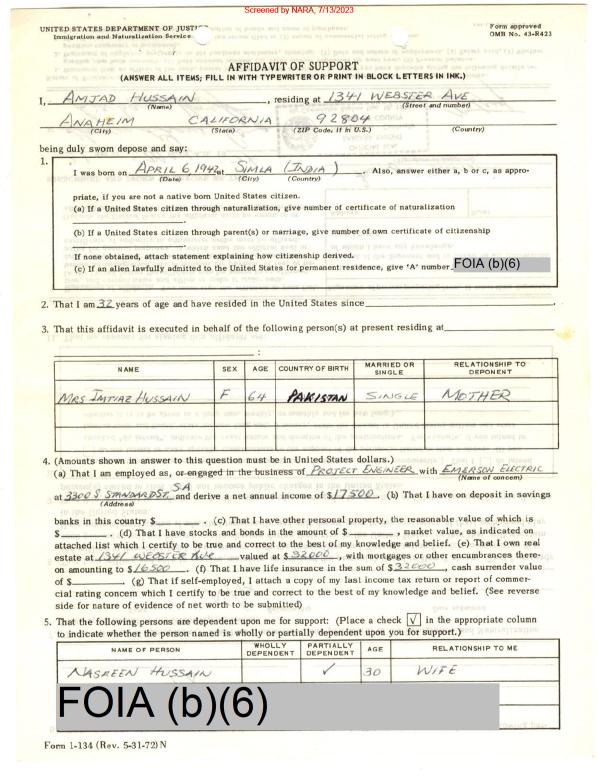 Screened by NARA, 7/13/2023
UNITED STATES DEPARTMENT OF JUSTICE
Immigration and Naturalization Service
Form approved
OMB No. 43-R423
AFFIDAVIT OF SUPPORT
(ANSWER ALL ITEMS; FILL IN WITH TYPEWRITER OR PRINT IN BLOCK LETTERS IN INK.)
I, AMJAD HUSSAIN, residing at 1341 WEBSTER AVE
(Name) (Street and number)
ANAHEIM CALIFORNIA 92804
(City) (State) (ZIP Code, if in U.S.) (Country)
being duly sworn depose and say:
1.
I was born on APRIL 6, 1942 at SIMLA (INDIA). Also, answer either a, b or c, as appro-
(Date) (City) (Country)
priate, if you are not a native born United States citizen.
(a) If a United States citizen through naturalization, give number of certificate of naturalization
.
(b) If a United States citizen through parent(s) or marriage, give number of own certificate of citizenship
.
If none obtained, attach statement explaining how citizenship derived.
(c) If an alien lawfully admitted to the United States for permanent residence, give 'A' number FOIA (b)(6)
2. That I am 32 years of age and have resided in the United States since .
3. That this affidavit is executed in behalf of the following person(s) at present residing at
:
NAME SEX AGE COUNTRY OF BIRTH MARRIED OR SINGLE RELATIONSHIP TO DEPONENT
MRS IMTIAZ HUSSAIN F 64 PAKISTAN SINGLE MOTHER
4. (Amounts shown in answer to this question must be in United States dollars.)
(a) That I am employed as, or engaged in the business of PROJECT ENGINEER with EMERSON ELECTRIC
(Name of concern)
at 3300 S STANDARD ST. SA and derive a net annual income of $17500 (b) That I have on deposit in savings
(Address)
banks in this country $ . (c) That I have other personal property, the reasonable value of which is
$ . (d) That I have stocks and bonds in the amount of $ , market value, as indicated on
attached list which I certify to be true and correct to the best of my knowledge and belief. (e) That I own real
estate at 1341 WEBSTER AVE valued at $32000, with mortgages or other encumbrances there-
on amounting to $16500. (f) That I have life insurance in the sum of $32000, cash surrender value
of $ . (g) That if self-employed, I attach a copy of my last income tax return or report of commer-
cial rating concern which I certify to be true and correct to the best of my knowledge and belief. (See reverse
side for nature of evidence of net worth to be submitted)
5. That the following persons are dependent upon me for support: (Place a check √ in the appropriate column
to indicate whether the person named is wholly or partially dependent upon you for support.)
NAME OF PERSON WHOLLY DEPENDENT PARTIALLY DEPENDENT AGE RELATIONSHIP TO ME
NASREEN HUSSAIN ✓ 30 WIFE
FOIA (b)(6)
Form I-134 (Rev. 5-31-72) N